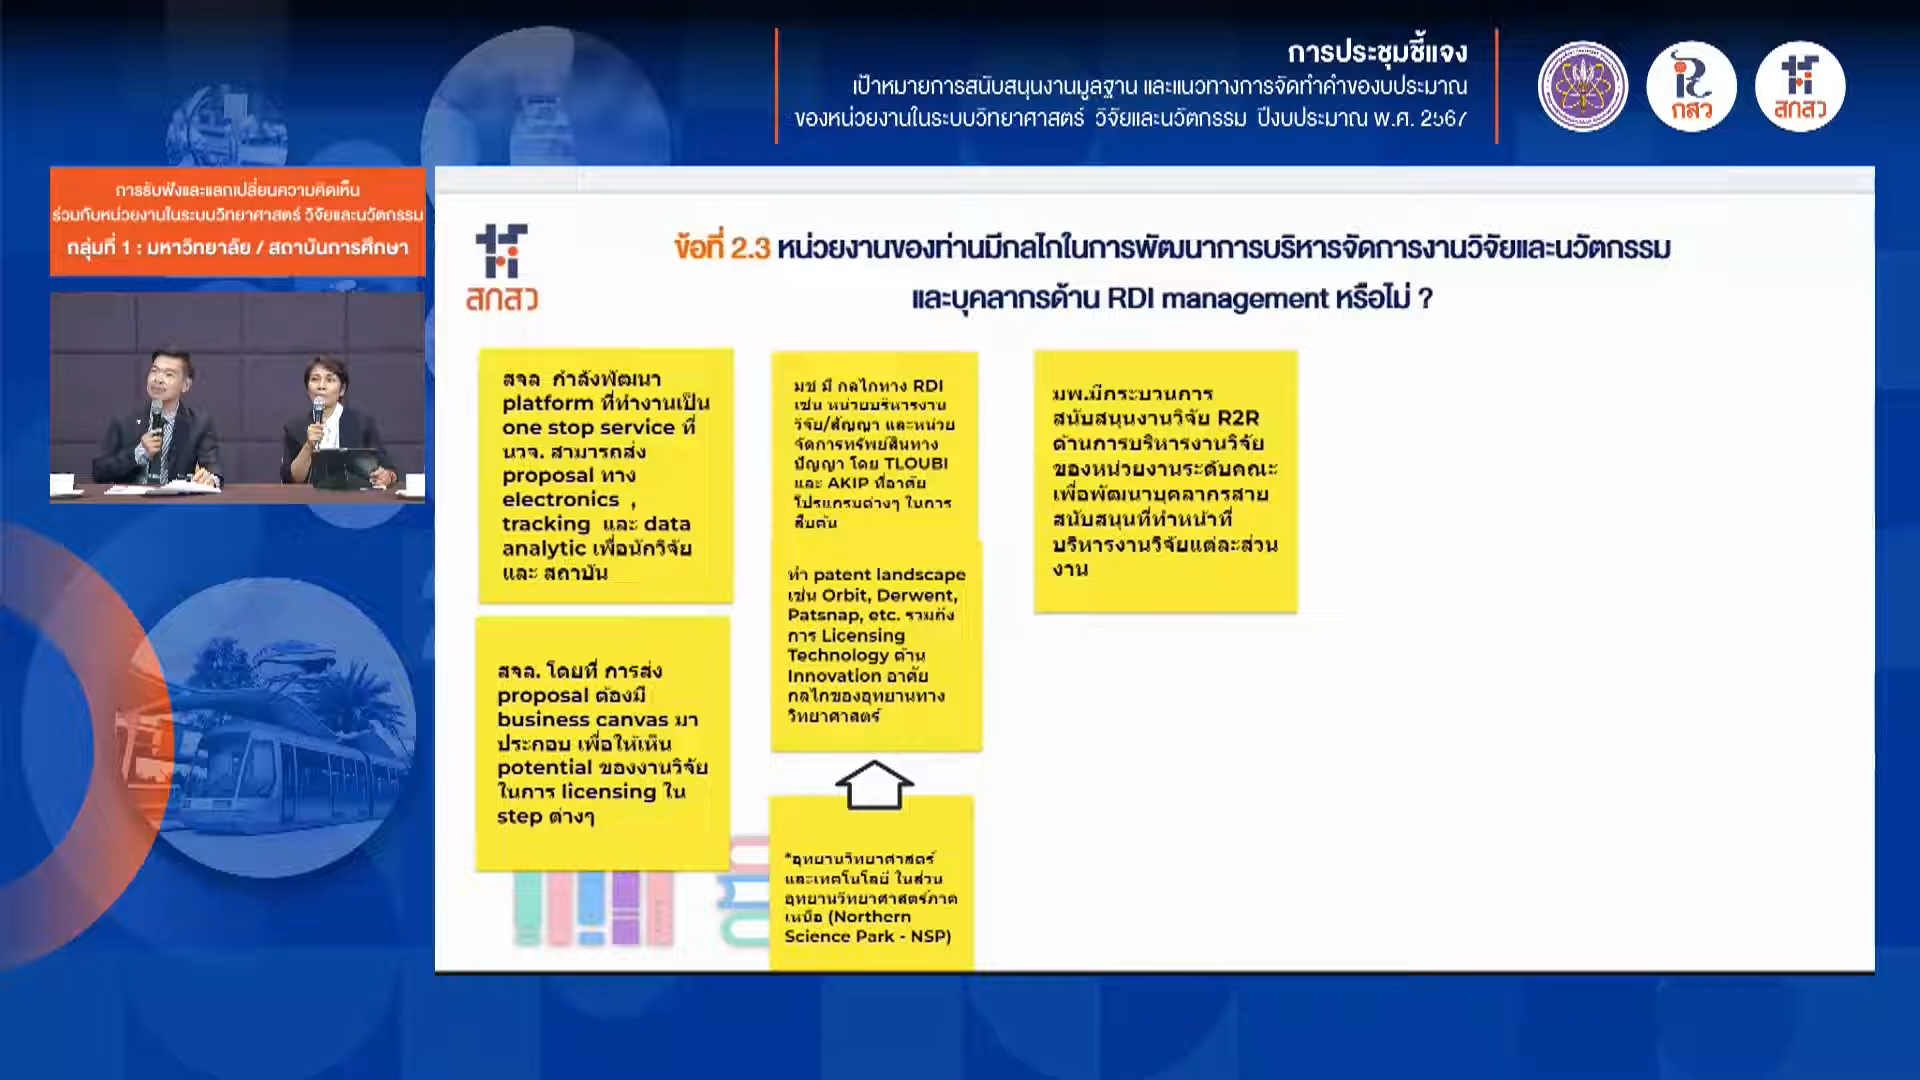 การประชุมชี้แจง
เป้าหมายการสนับสนุนงานมูลฐาน และแนวทางการจัดทำคำของบประมาณ
ของหน่วยงานในระบบวิทยาศาสตร์ วิจัยและนวัตกรรม ปีงบประมาณ พ.ศ. 2567
กสว
สกสว
การรับฟังและแลกเปลี่ยนความคิดเห็น
ร่วมกับหน่วยงานในระบบวิทยาศาสตร์ วิจัยและนวัตกรรม
กลุ่มที่ 1 : มหาวิทยาลัย / สถาบันการศึกษา
สกสว
ข้อที่ 2.3 หน่วยงานของท่านมีกลไกในการพัฒนาการบริหารจัดการงานวิจัยและนวัตกรรม
และบุคลากรด้าน RDI management หรือไม่ ?
สจล กำลังพัฒนา
platform ที่ทำงานเป็น
one stop service ที่
นวจ. สามารถส่ง
proposal ทาง
electronics ,
tracking และ data
analytic เพื่อนักวิจัย
และ สถาบัน
สจล. โดยที่ การส่ง
proposal ต้องมี
business canvas มา
ประกอบ เพื่อให้เห็น
potential ของงานวิจัย
ในการ licensing ใน
step ต่างๆ
มช มี กลไกทาง RDI
เช่น หน่วยบริหารงาน
วิจัย/สัญญา และหน่วย
จัดการทรัพย์สินทาง
ปัญญา โดย TLOUBI
และ AKIP ที่อาศัย
โปรแกรมต่างๆ ในการ
สืบค้น
ทำ patent landscape
เช่น Orbit, Derwent,
Patsnap, etc. รวมถึง
การ Licensing
Technology ด้าน
Innovation อาศัย
กลไกของอุทยานทาง
วิทยาศาสตร์
*อุทยานวิทยาศาสตร์
และเทคโนโลยี ในส่วน
อุทยานวิทยาศาสตร์ภาค
เหนือ (Northern
Science Park - NSP)
มพ.มีกระบวนการ
สนับสนุนงานวิจัย R2R
ด้านการบริหารงานวิจัย
ของหน่วยงานระดับคณะ
เพื่อพัฒนาบุคลากรสาย
สนับสนุนที่ทำหน้าที่
บริหารงานวิจัยแต่ละส่วน
งาน